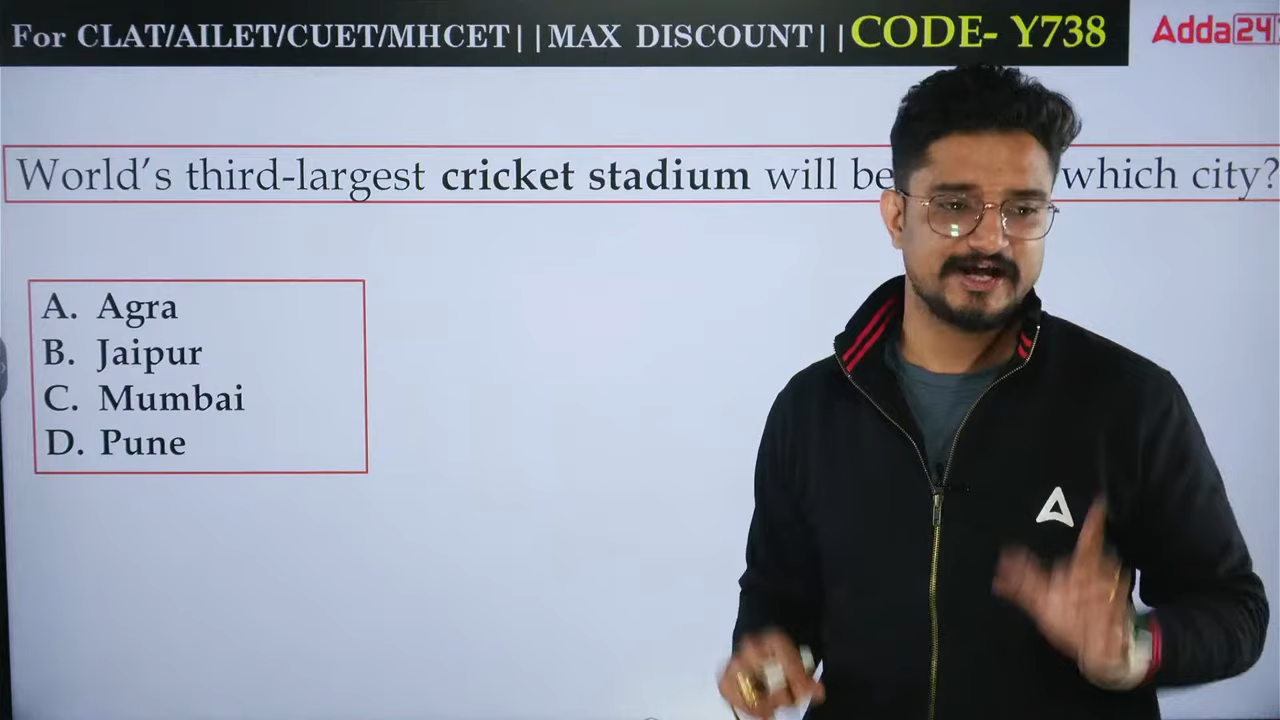 For CLAT/AILET/CUET/MHCET||MAX DISCOUNT||CODE- Y738
Adda24
World's third-largest cricket stadium will be which city?
A. Agra
B. Jaipur
C. Mumbai
D. Pune